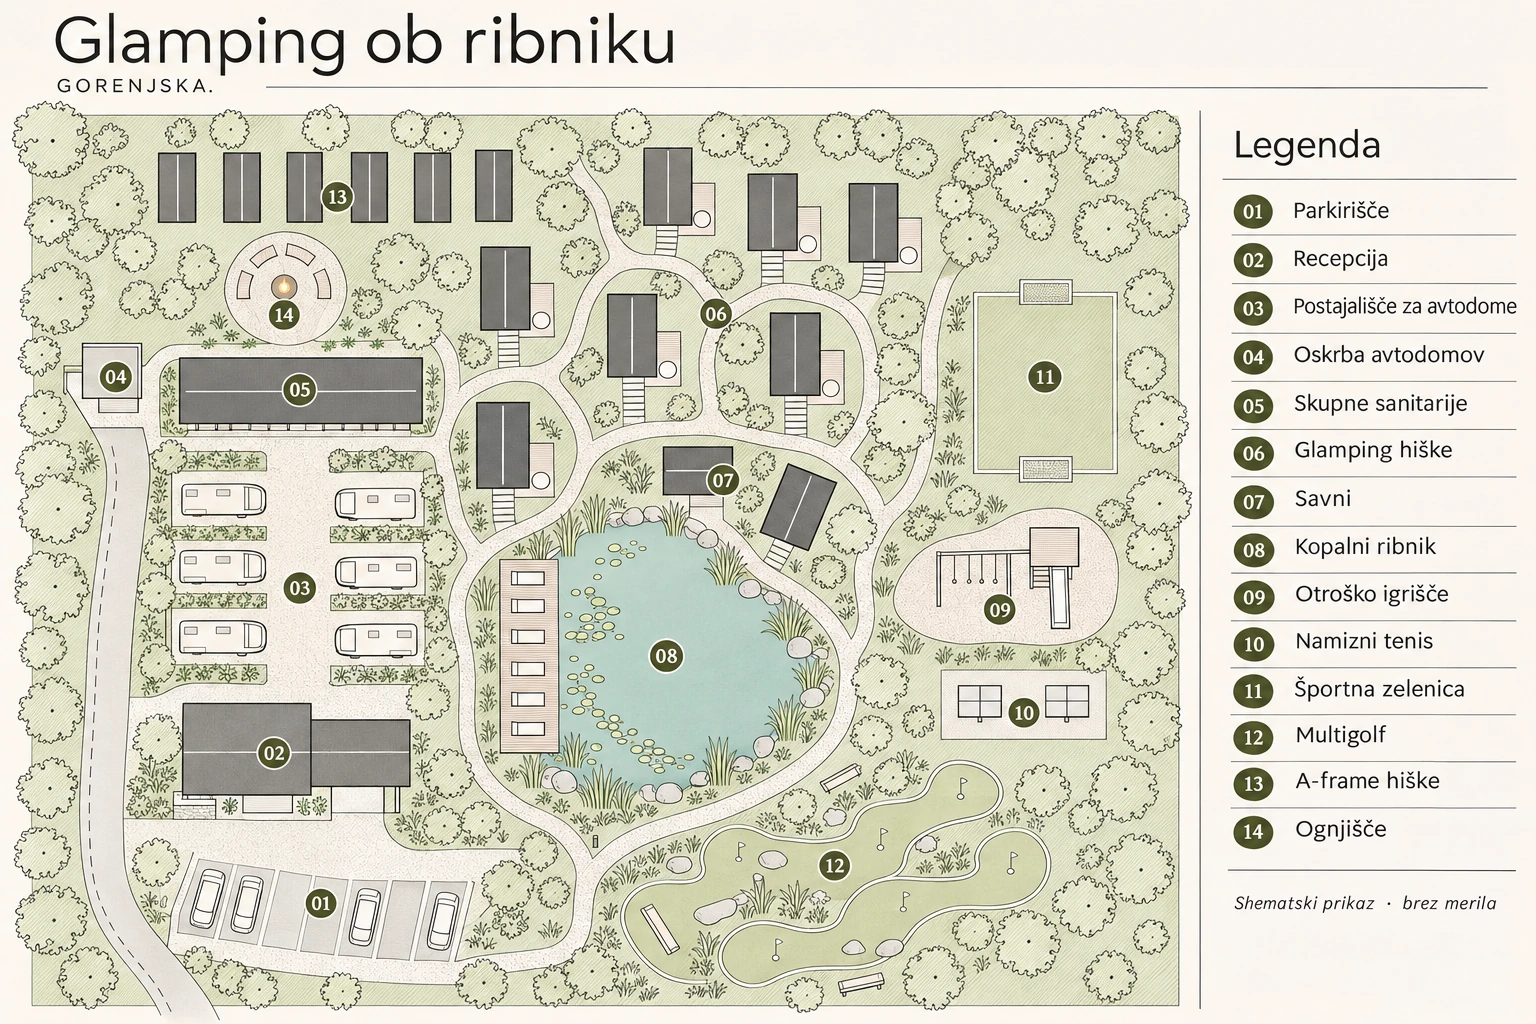 Glamping ob ribniku
GORENJSKA.
Legenda
01 Parkirišče
02 Recepcija
03 Postajališče za avtodome
04 Oskrba avtodomov
05 Skupne sanitarije
06 Glamping hiške
07 Savni
08 Kopalni ribnik
09 Otroško igrišče
10 Namizni tenis
11 Športna zelenica
12 Multigolf
13 A-frame hiške
14 Ognjišče
Shematski prikaz · brez merila
13
14
04
05
06
11
07
03
08
09
10
02
12
01